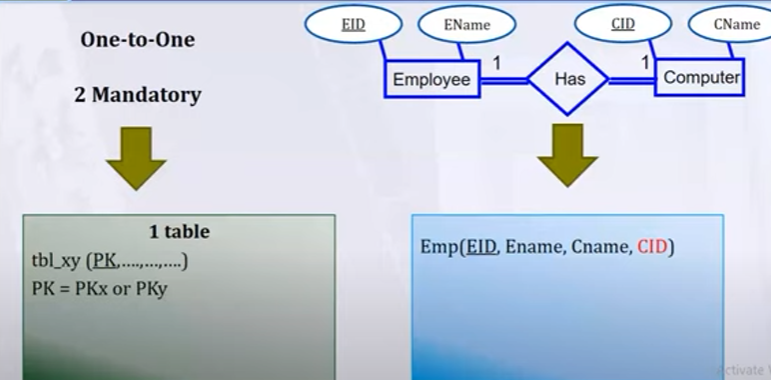 One-to-One
2 Mandatory
EID
EName
CID
CName
Employee
1
Has
1
Computer
1 table
tbl_xy (PK,....,...,....)
PK = PKx or PKy
Emp(EID, Ename, Cname, CID)
ctivate